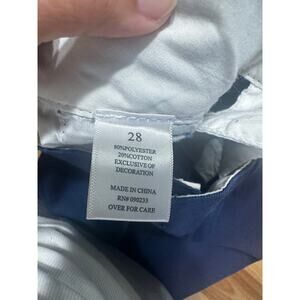 28
80%POLYESTER
20%COTTON
EXCLUSIVE OF
DECORATION
MADE IN CHINA
RN# 090233
OVER FOR CARE